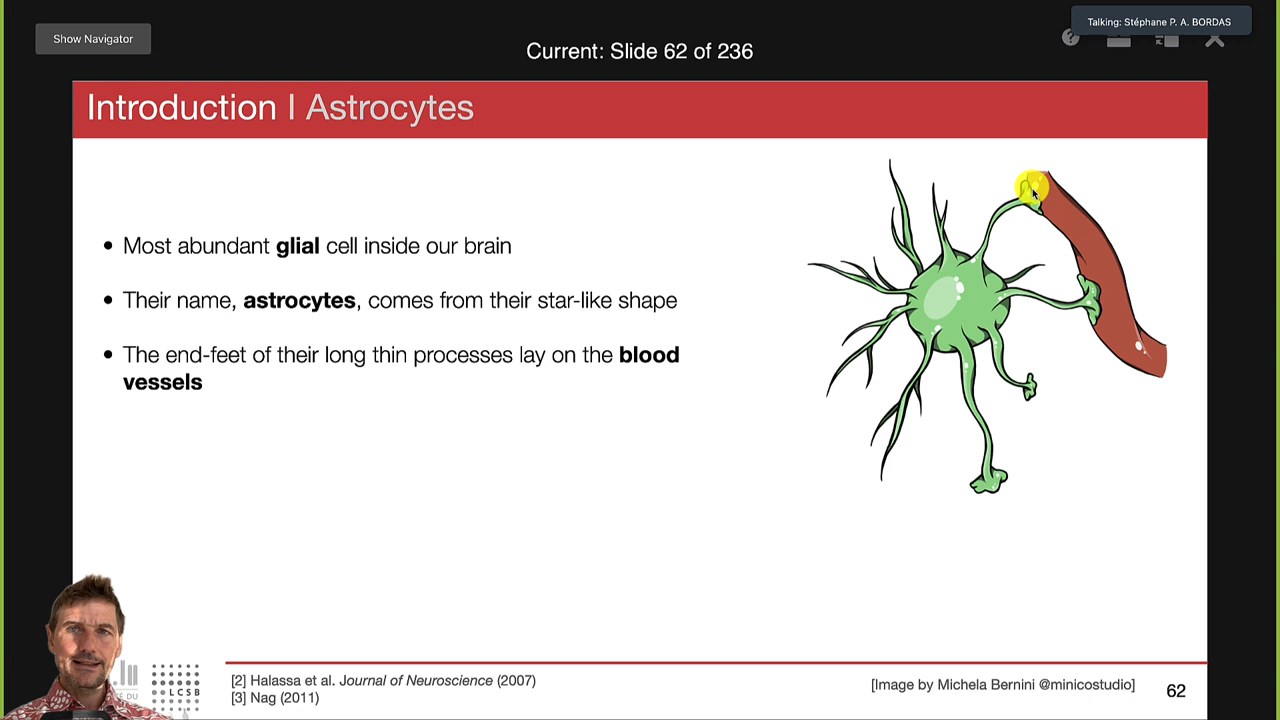 Talking: Stéphane P. A. BORDAS
Show Navigator
Current: Slide 62 of 236
Introduction | Astrocytes
• Most abundant glial cell inside our brain
• Their name, astrocytes, comes from their star-like shape
• The end-feet of their long thin processes lay on the blood
vessels
LCSB
[2] Halassa et al. Journal of Neuroscience (2007)
[3] Nag (2011)
[Image by Michela Bernini @minicostudio]
62